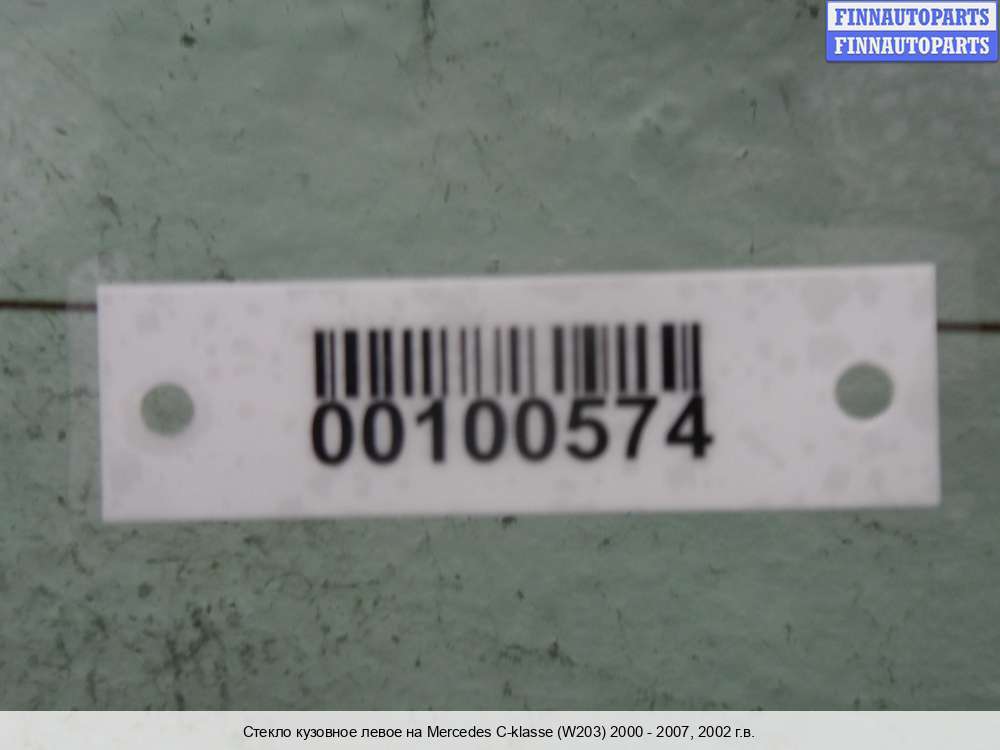 FINNAUTOPARTS
FINNAUTOPARTS
00100574
Стекло кузовное левое на Mercedes C-klasse (W203) 2000 - 2007, 2002 г.в.